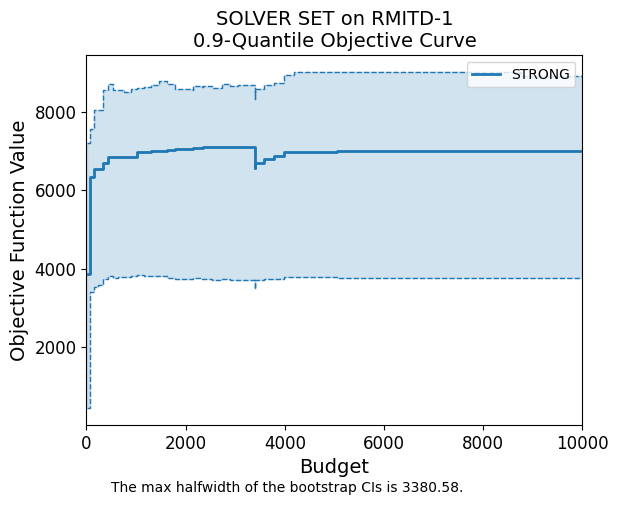 SOLVER SET on RMITD-1
0.9-Quantile Objective Curve
STRONG
Objective Function Value
8000
6000
4000
2000
0
2000
4000
6000
8000
10000
Budget
The max halfwidth of the bootstrap CIs is 3380.58.